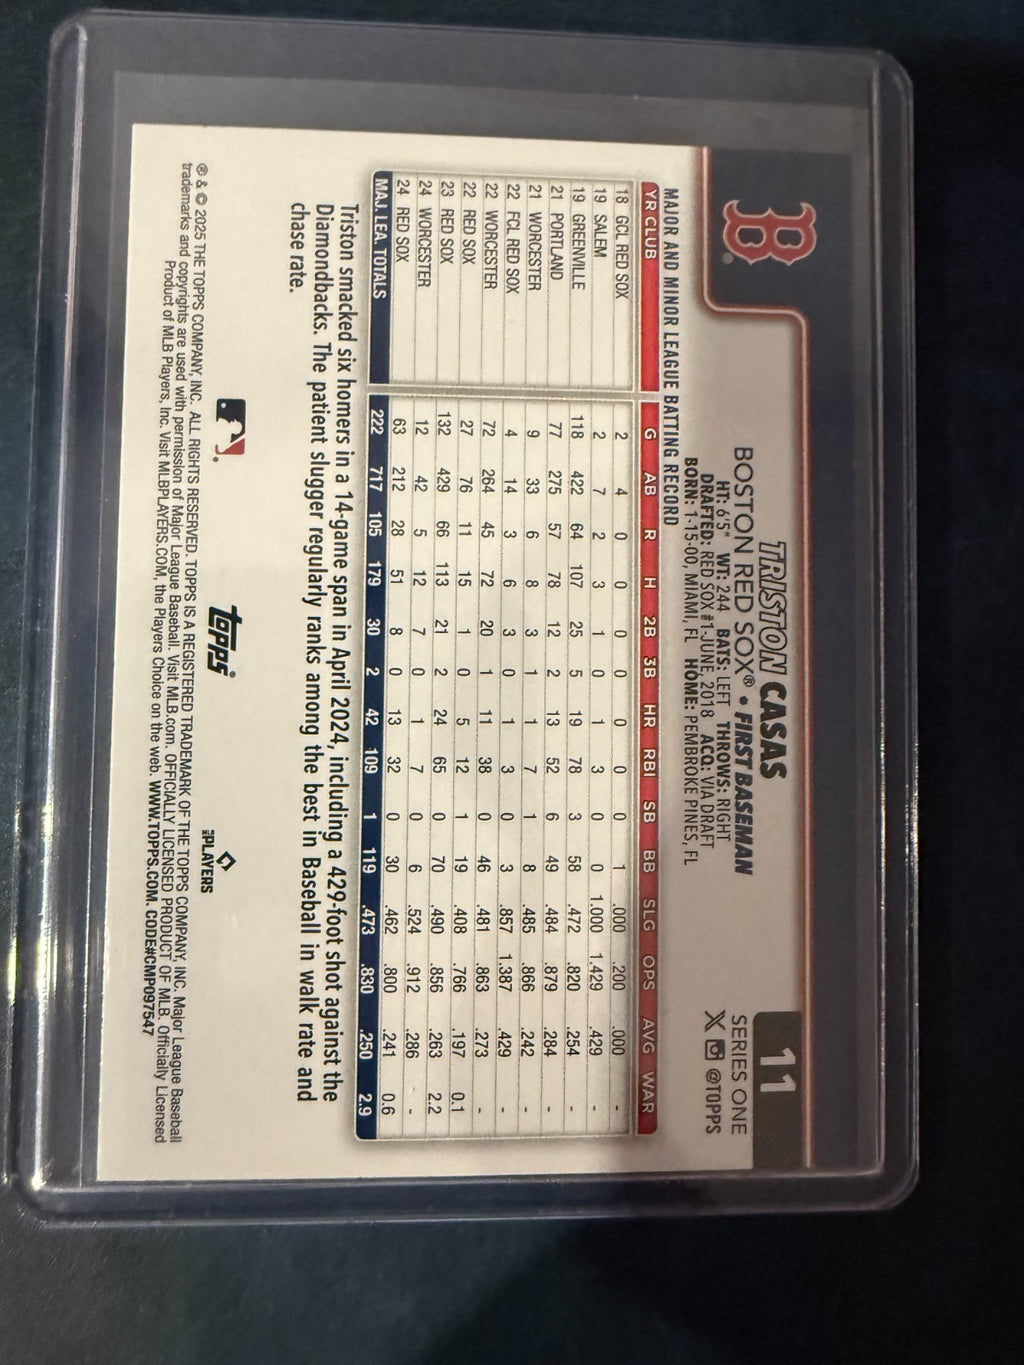 11
SERIES ONE
@TOPPS
B
TRISTON CASAS
BOSTON RED SOX® • FIRST BASEMAN
HT: 6'5" WT: 244 BATS: LEFT THROWS: RIGHT
DRAFTED: RED SOX #1-JUNE, 2018 ACQ: VIA DRAFT
BORN: 1-15-00, MIAMI, FL HOME: PEMBROKE PINES, FL
MAJOR AND MINOR LEAGUE BATTING RECORD
YR CLUB G AB R H 2B 3B HR RBI SB BB SLG OPS AVG WAR
18 GCL RED SOX 2 4 0 0 0 0 0 0 0 1 .000 .200 .000 -
19 SALEM 2 7 2 3 1 0 1 3 0 0 1.000 1.429 .429 -
19 GREENVILLE 118 422 64 107 25 5 19 78 3 58 .472 .820 .254 -
21 PORTLAND 77 275 57 78 12 2 13 52 6 49 .484 .879 .284 -
21 WORCESTER 9 33 6 8 3 1 1 7 1 8 .485 .866 .242 -
22 FCL RED SOX 4 14 3 6 3 0 1 3 0 3 .857 1.387 .429 -
22 WORCESTER 72 264 45 72 20 1 11 38 0 46 .481 .863 .273 -
22 RED SOX 27 76 11 15 1 0 5 12 1 19 .408 .766 .197 0.1
23 RED SOX 132 429 66 113 21 2 24 65 0 70 .490 .856 .263 2.2
24 WORCESTER 12 42 5 12 7 0 1 7 0 6 .524 .912 .286 -
24 RED SOX 63 212 28 51 8 0 13 32 0 30 .462 .800 .241 0.6
MAJ. LEA. TOTALS 222 717 105 179 30 2 42 109 1 119 .473 .830 .250 2.9
Triston smacked six homers in a 14-game span in April 2024, including a 429-foot shot against the
Diamondbacks. The patient slugger regularly ranks among the best in Baseball in walk rate and
chase rate.
topps®
MLB PLAYERS
® & © 2025 THE TOPPS COMPANY, INC. ALL RIGHTS RESERVED. TOPPS IS A REGISTERED TRADEMARK OF THE TOPPS COMPANY, INC. Major League Baseball
trademarks and copyrights are used with permission of Major League Baseball. Visit MLB.com. OFFICIALLY LICENSED PRODUCT OF MLB. Officially Licensed
Product of MLB Players, Inc. Visit MLBPLAYERS.COM, the Players Choice on the web. WWW.TOPPS.COM. CODE#CMP097547